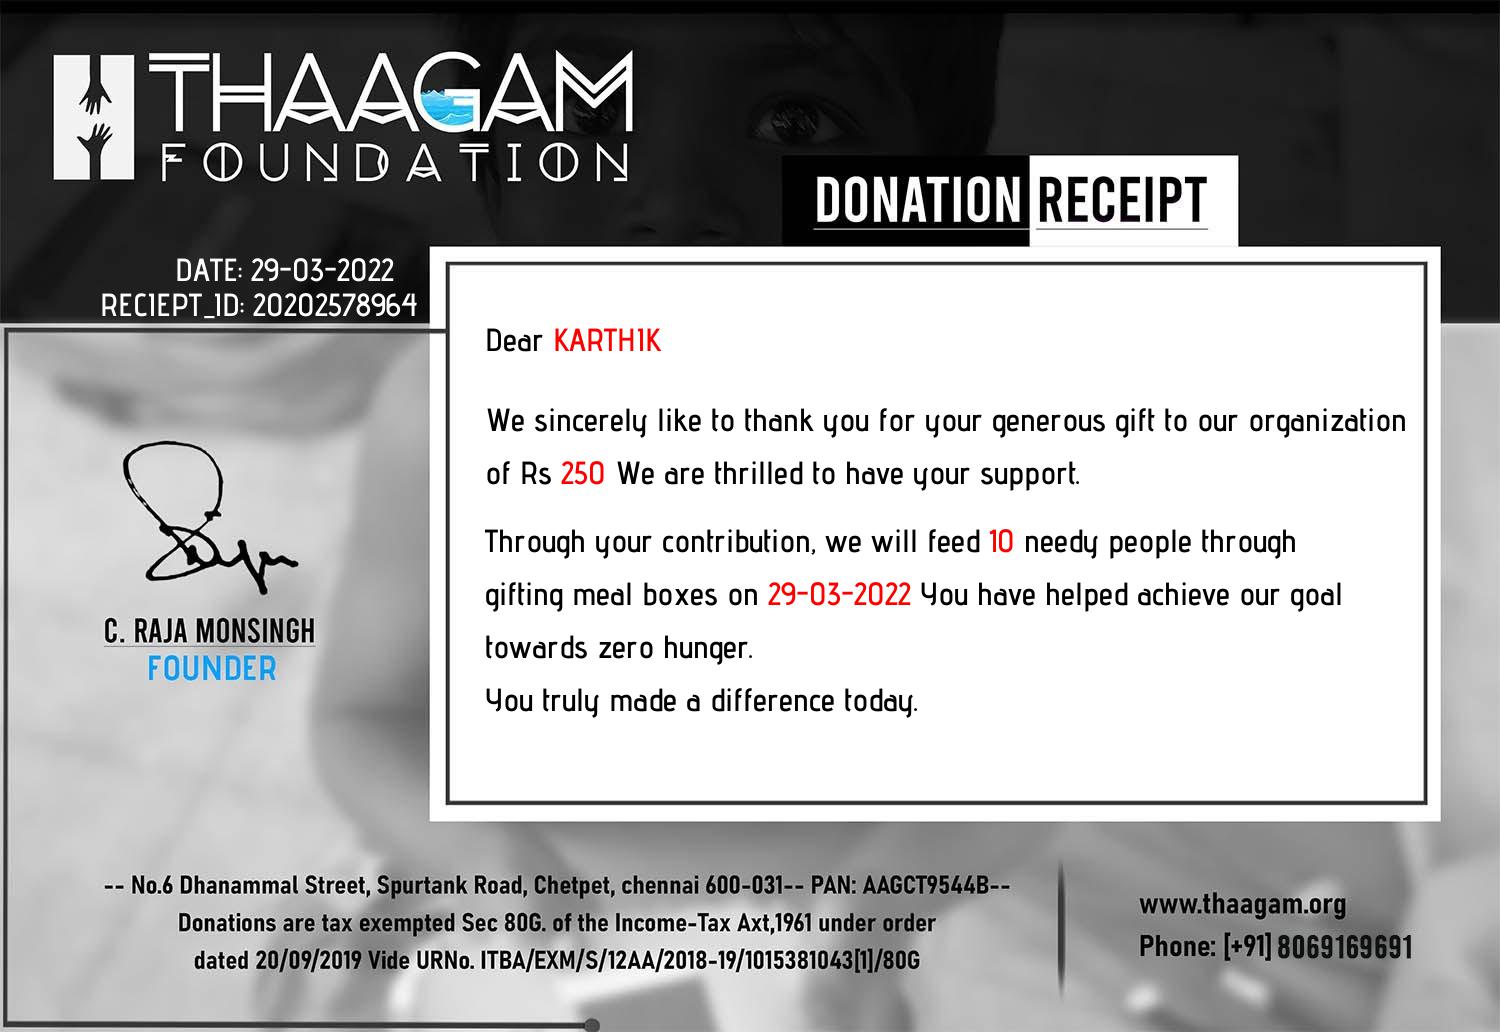 THAAGAM
FOUNDATION
DONATION RECEIPT
DATE: 29-03-2022
RECIEPT_ID: 20202578964
Dear KARTHIK
We sincerely like to thank you for your generous gift to our organization
of Rs 250 We are thrilled to have your support.
Through your contribution, we will feed 10 needy people through
gifting meal boxes on 29-03-2022 You have helped achieve our goal
towards zero hunger.
You truly made a difference today.
C. RAJA MONSINGH
FOUNDER
-- No.6 Dhanammal Street, Spurtank Road, Chetpet, chennai 600-031-- PAN: AAGCT9544B--
Donations are tax exempted Sec 80G. of the Income-Tax Axt,1961 under order
dated 20/09/2019 Vide URNo. ITBA/EXM/S/12AA/2018-19/1015381043[1]/80G
www.thaagam.org
Phone: [+91] 8069169691